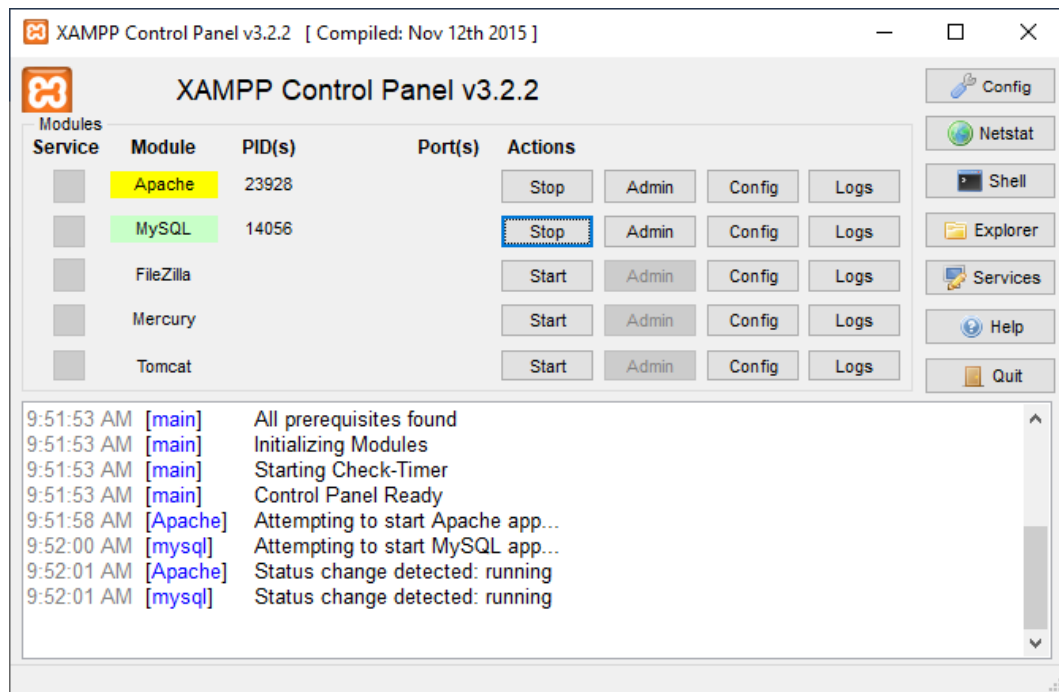 XAMPP Control Panel v3.2.2 [ Compiled: Nov 12th 2015 ]
XAMPP Control Panel v3.2.2
Config
Modules
Netstat
Service Module PID(s) Port(s) Actions
Apache 23928 Stop Admin Config Logs
Shell
MySQL 14056 Stop Admin Config Logs
Explorer
FileZilla Start Admin Config Logs
Services
Mercury Start Admin Config Logs
Help
Tomcat Start Admin Config Logs
Quit
9:51:53 AM [main] All prerequisites found
9:51:53 AM [main] Initializing Modules
9:51:53 AM [main] Starting Check-Timer
9:51:53 AM [main] Control Panel Ready
9:51:58 AM [Apache] Attempting to start Apache app...
9:52:00 AM [mysql] Attempting to start MySQL app...
9:52:01 AM [Apache] Status change detected: running
9:52:01 AM [mysql] Status change detected: running